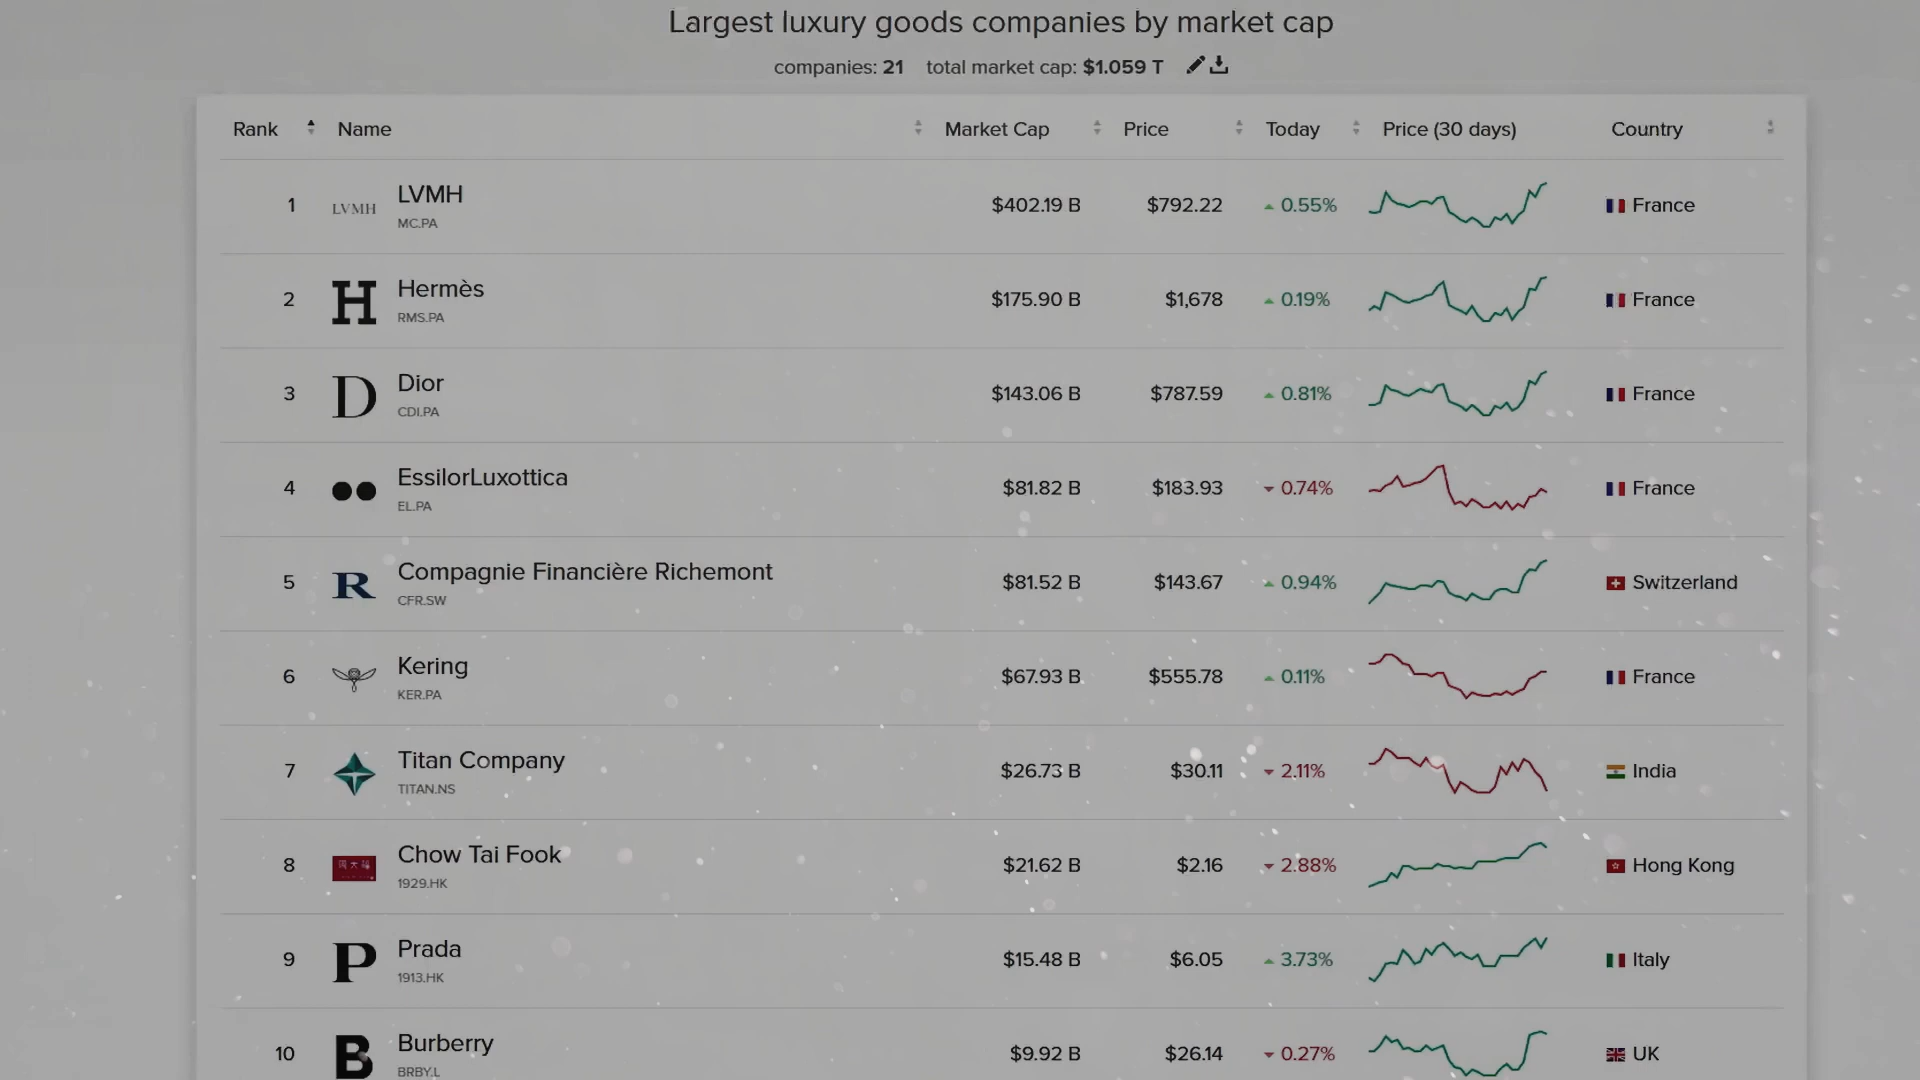 Largest luxury goods companies by market cap
companies: 21 total market cap: $1.059 T
Rank Name Market Cap Price Today Price (30 days) Country
1 LVMH LVMH $402.19 B $792.22 0.55% France
MC.PA
2 H Hermès $175.90 B $1,678 0.19% France
RMS.PA
3 D Dior $143.06 B $787.59 0.81% France
CDI.PA
4 EssilorLuxottica $81.82 B $183.93 0.74% France
EL.PA
5 R Compagnie Financière Richemont $81.52 B $143.67 0.94% Switzerland
CFR.SW
6 Kering $67.93 B $555.78 0.11% France
KER.PA
7 Titan Company $26.73 B $30.11 2.11% India
TITAN.NS
8 周大福 Chow Tai Fook $21.62 B $2.16 2.88% Hong Kong
1929.HK
9 P Prada $15.48 B $6.05 3.73% Italy
1913.HK
10 B Burberry $9.92 B $26.14 0.27% UK
BRBY.L